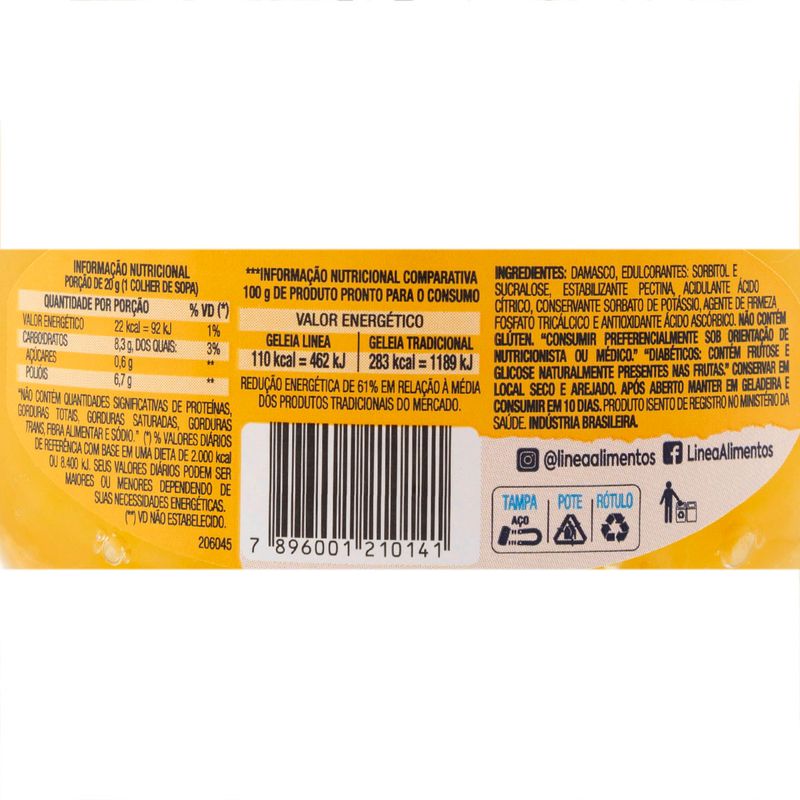 INFORMAÇÃO NUTRICIONAL
PORÇÃO DE 20 g (1 COLHER DE SOPA)
QUANTIDADE POR PORÇÃO % VD (*)
VALOR ENERGÉTICO 22 kcal = 92 kJ 1%
CARBOIDRATOS 8,3 g, DOS QUAIS: 3%
AÇÚCARES 0,6 g **
POLIÓIS 6,7 g **
"NÃO CONTÉM QUANTIDADES SIGNIFICATIVAS DE PROTEÍNAS,
GORDURAS TOTAIS, GORDURAS SATURADAS, GORDURAS
TRANS, FIBRA ALIMENTAR E SÓDIO." (*) % VALORES DIÁRIOS
DE REFERÊNCIA COM BASE EM UMA DIETA DE 2.000 kcal
OU 8.400 kJ. SEUS VALORES DIÁRIOS PODEM SER
MAIORES OU MENORES DEPENDENDO DE
SUAS NECESSIDADES ENERGÉTICAS.
(**) VD NÃO ESTABELECIDO.
206045
***INFORMAÇÃO NUTRICIONAL COMPARATIVA
100 g DE PRODUTO PRONTO PARA O CONSUMO
VALOR ENERGÉTICO
GELEIA LINEA GELEIA TRADICIONAL
110 kcal = 462 kJ 283 kcal = 1189 kJ
REDUÇÃO ENERGÉTICA DE 61% EM RELAÇÃO À MÉDIA
DOS PRODUTOS TRADICIONAIS DO MERCADO.
7 896001 210141
INGREDIENTES: DAMASCO, EDULCORANTES: SORBITOL E
SUCRALOSE, ESTABILIZANTE PECTINA, ACIDULANTE ÁCIDO
CÍTRICO, CONSERVANTE SORBATO DE POTÁSSIO, AGENTE DE FIRMEZA
FOSFATO TRICÁLCICO E ANTIOXIDANTE ÁCIDO ASCÓRBICO. NÃO CONTÉM
GLÚTEN. "CONSUMIR PREFERENCIALMENTE SOB ORIENTAÇÃO DE
NUTRICIONISTA OU MÉDICO." "DIABÉTICOS: CONTÉM FRUTOSE E
GLICOSE NATURALMENTE PRESENTES NAS FRUTAS." CONSERVAR EM
LOCAL SECO E AREJADO. APÓS ABERTO MANTER EM GELADEIRA E
CONSUMIR EM 10 DIAS. PRODUTO ISENTO DE REGISTRO NO MINISTÉRIO DA
SAÚDE. INDÚSTRIA BRASILEIRA.
@lineaalimentos LineaAlimentos
TAMPA POTE RÓTULO
AÇO